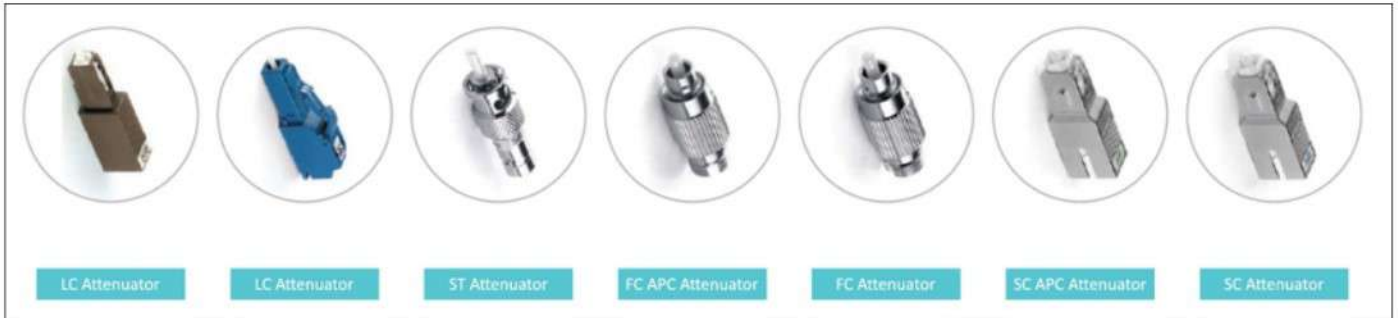 LC Attenuator
LC Attenuator
ST Attenuator
FC APC Attenuator
FC Attenuator
SC APC Attenuator
SC Attenuator